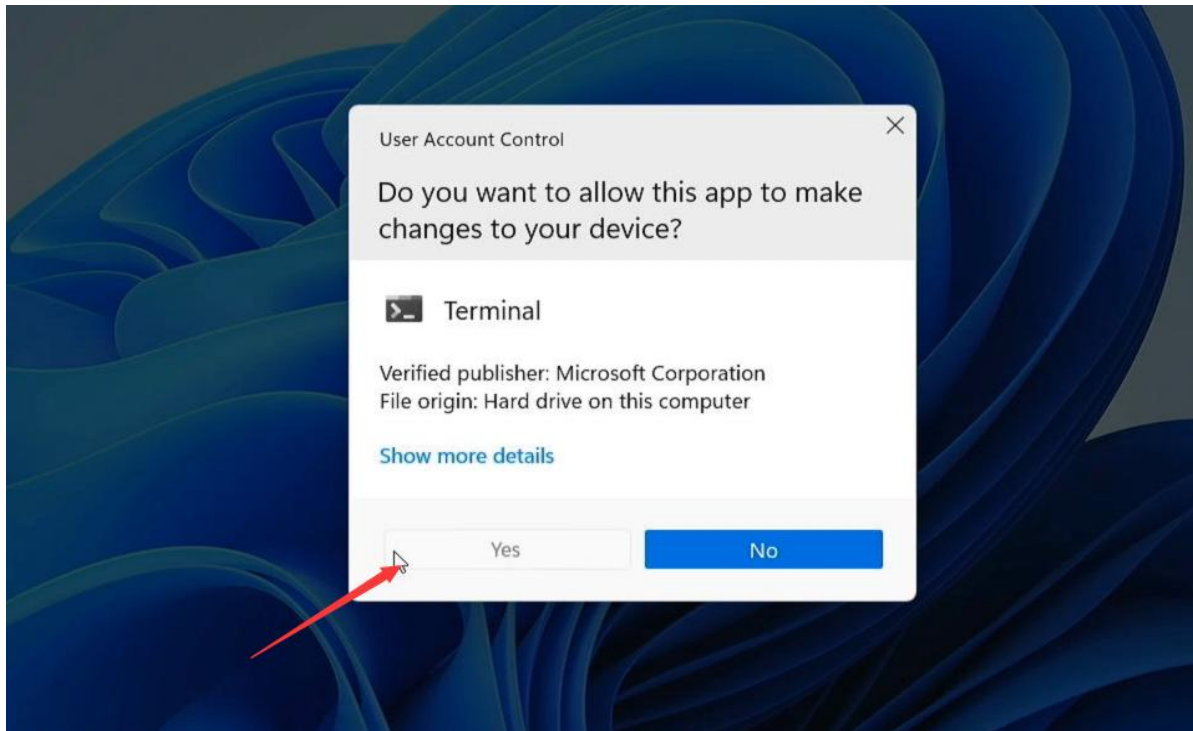 User Account Control
Do you want to allow this app to make
changes to your device?
Terminal
Verified publisher: Microsoft Corporation
File origin: Hard drive on this computer
Show more details
Yes
No